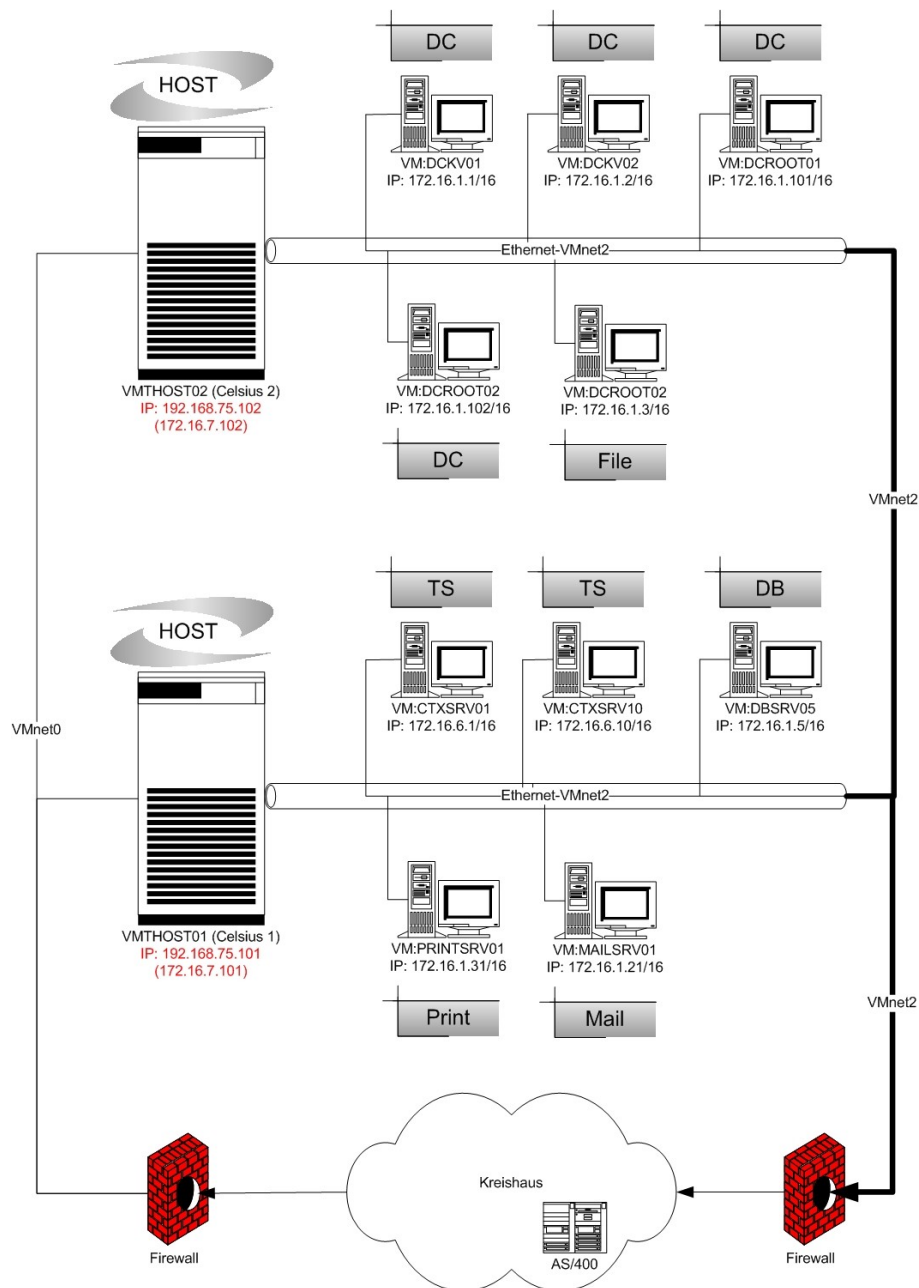 DC
DC
DC
HOST
VM:DCKV01
IP: 172.16.1.1/16
VM:DCKV02
IP: 172.16.1.2/16
VM:DCROOT01
IP: 172.16.1.101/16
Ethernet-VMnet2
VMTHOST02 (Celsius 2)
IP: 192.168.75.102
(172.16.7.102)
VM:DCROOT02
IP: 172.16.1.102/16
VM:DCROOT02
IP: 172.16.1.3/16
DC
File
VMnet2
TS
TS
DB
HOST
VM:CTXSRV01
IP: 172.16.6.1/16
VM:CTXSRV10
IP: 172.16.6.10/16
VM:DBSRV05
IP: 172.16.1.5/16
VMnet0
Ethernet-VMnet2
VMTHOST01 (Celsius 1)
IP: 192.168.75.101
(172.16.7.101)
VM:PRINTSRV01
IP: 172.16.1.31/16
VM:MAILSRV01
IP: 172.16.1.21/16
Print
Mail
VMnet2
Kreishaus
AS/400
Firewall
Firewall